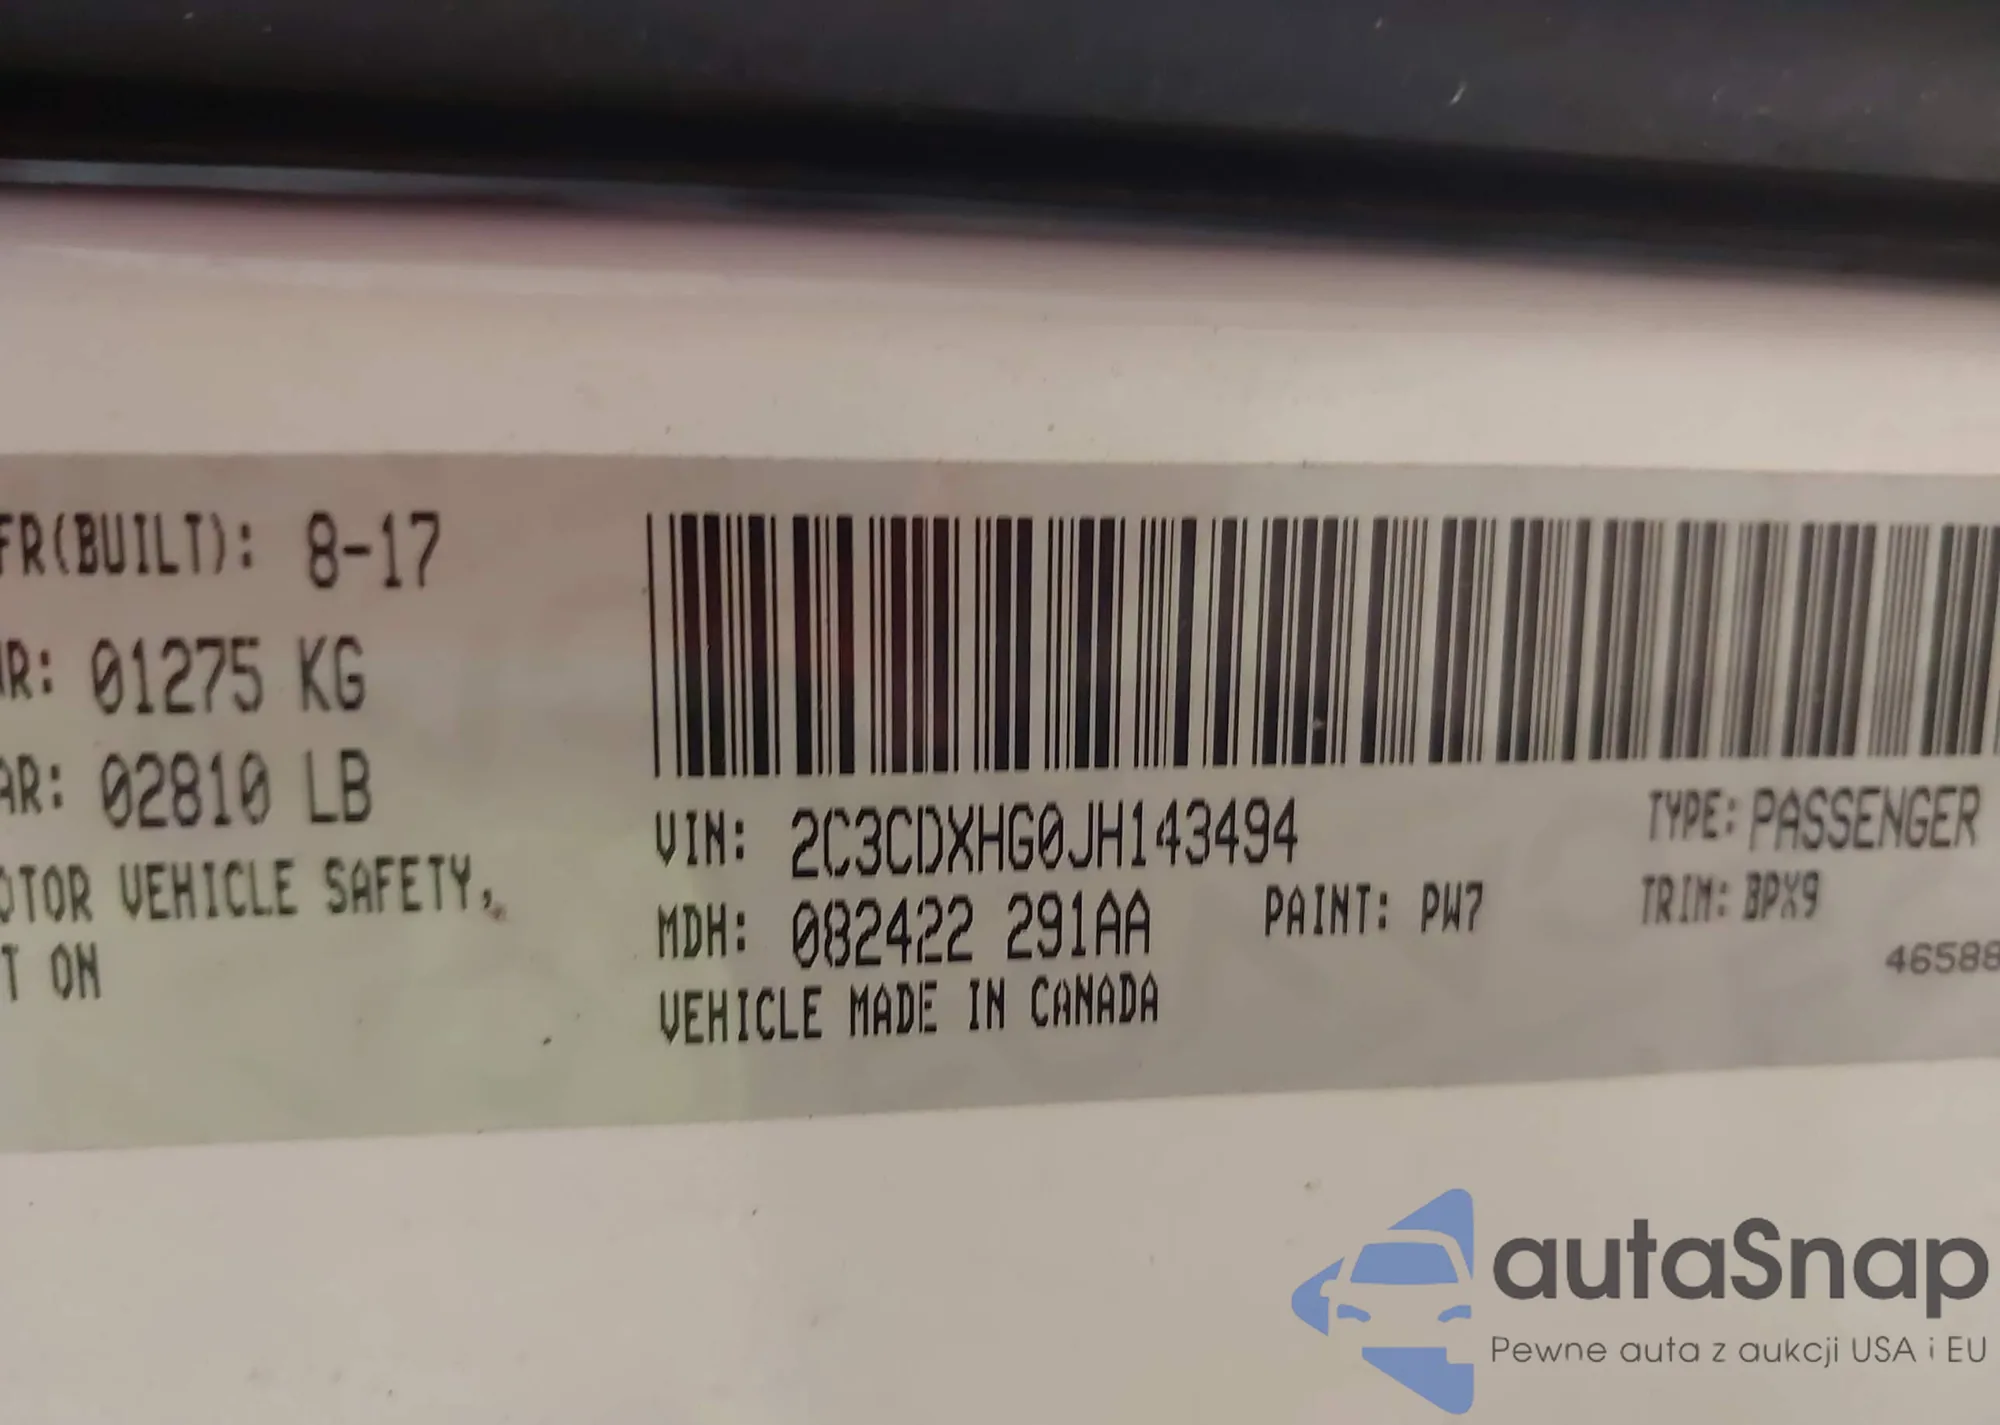 FR(BUILT): 8-17
R: 01275 KG
AR: 02810 LB
OTOR VEHICLE SAFETY,
T ON
VIN: 2C3CDXHG0JH143494
TYPE: PASSENGER
MDH: 082422 291AA
PAINT: PW7
TRIM: BPX9
VEHICLE MADE IN CANADA
46588
autaSnap
Pewne auta z aukcji USA i EU